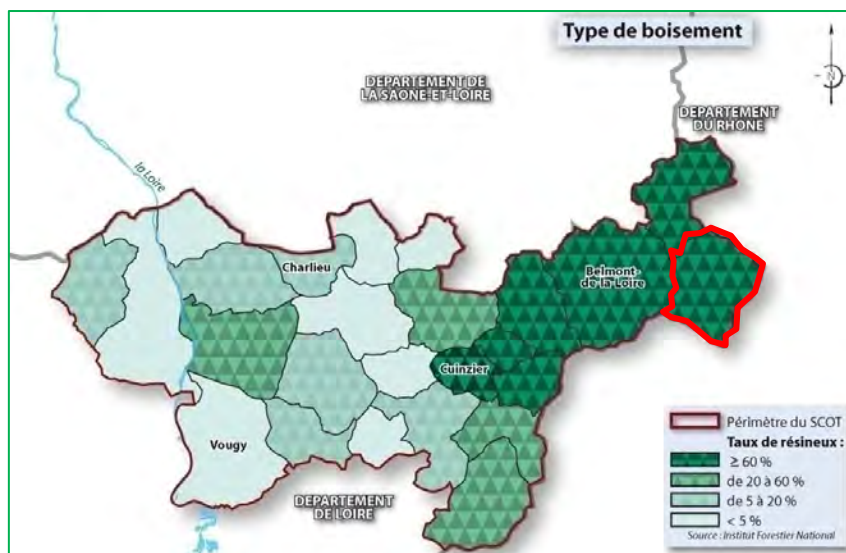 Type de boisement
N
DEPARTEMENT DE
LA SAONE-ET-LOIRE
DEPARTEMENT
DU RHONE
la Loire
Charlieu
Belmont-
de-la-Loire
Cuinzier
Vougy
DEPARTEMENT
DE LOIRE
Périmètre du SCOT
Taux de résineux :
≥ 60 %
de 20 à 60 %
de 5 à 20 %
< 5 %
Source : Institut Forestier National